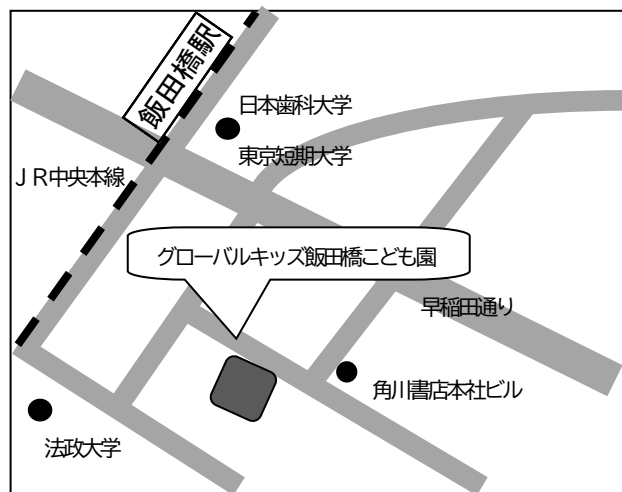 飯田橋駅
日本歯科大学
東京短期大学
ＪＲ中央本線
グローバルキッズ飯田橋こども園
早稲田通り
角川書店本社ビル
法政大学